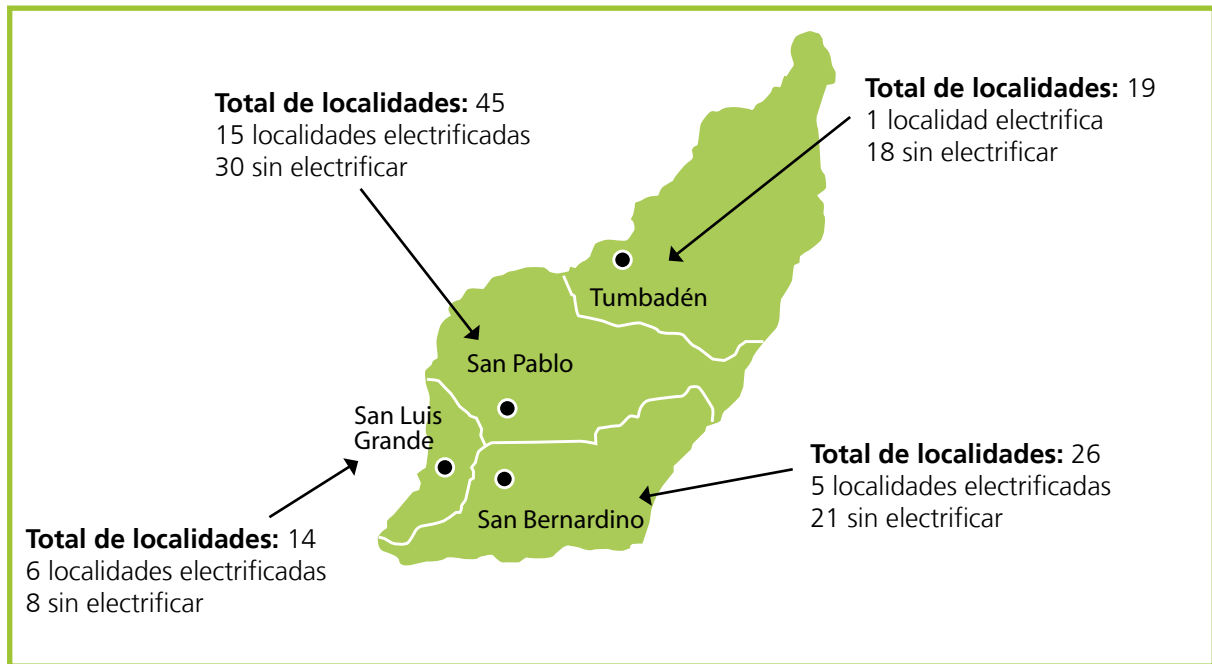 Total de localidades: 45
15 localidades electrificadas
30 sin electrificar
Total de localidades: 19
1 localidad electrifica
18 sin electrificar
Tumbadén
San Pablo
San Luis
Grande
San Bernardino
Total de localidades: 26
5 localidades electrificadas
21 sin electrificar
Total de localidades: 14
6 localidades electrificadas
8 sin electrificar